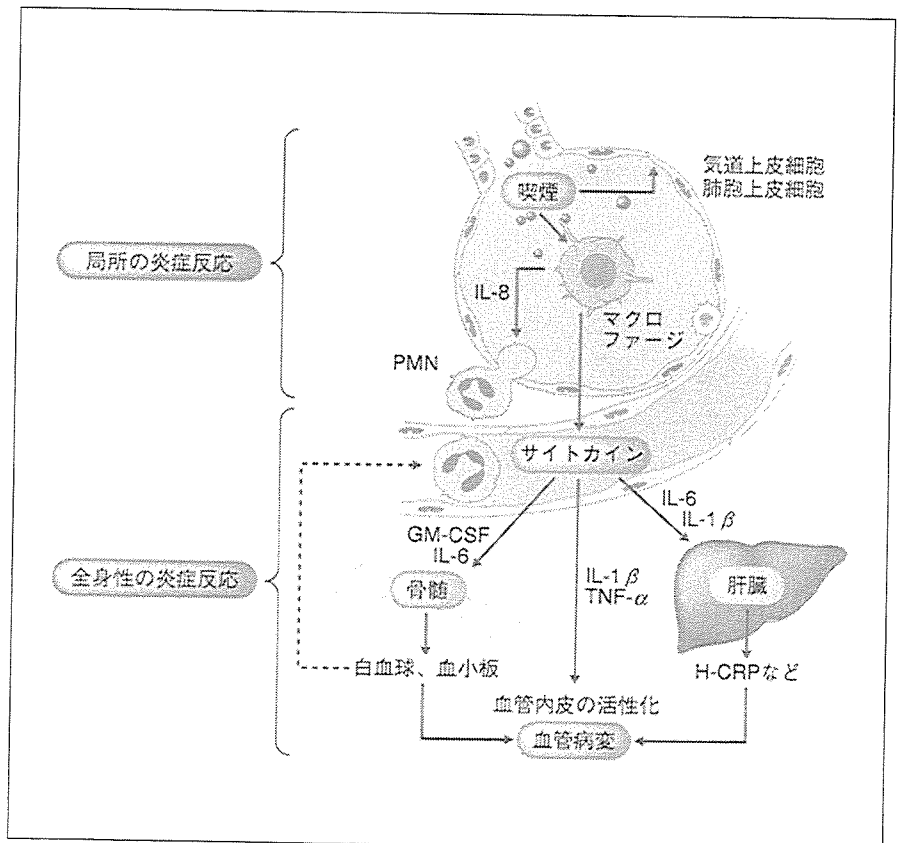 気道上皮細胞
肺胞上皮細胞
喫煙
局所の炎症反応
IL-8
マクロ
ファージ
PMN
サイトカイン
IL-6
IL-1β
GM-CSF
IL-6
全身性の炎症反応
骨髄
IL-1β
TNF-α
肝臓
白血球、血小板
H-CRPなど
血管内皮の活性化
血管病変